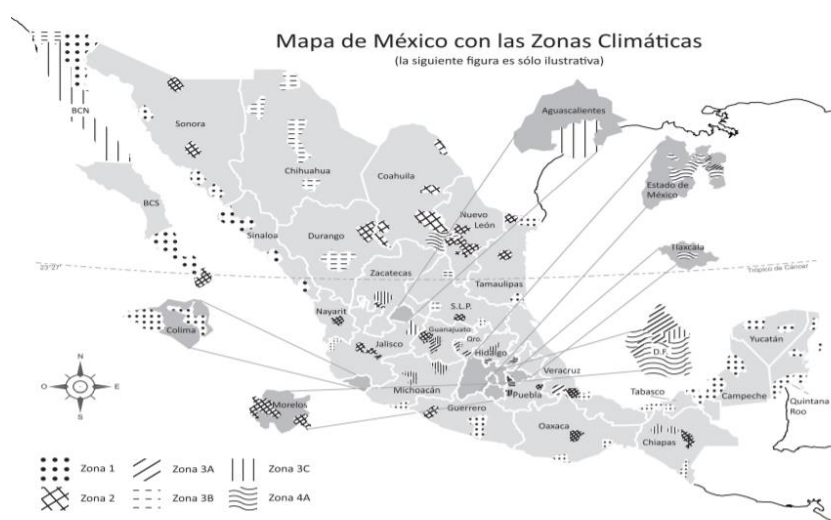 Mapa de México con las Zonas Climáticas
(la siguiente figura es sólo ilustrativa)
BCN
Sonora
Chihuahua
Coahuila
BCS
Sinaloa
Durango
Nuevo
León
Aguascalientes
Estado de
México
Zacatecas
Tamaulipas
Tlaxcala
23°27'
Trópico de Cáncer
Nayarit
S.L.P.
Colima
Jalisco
Guanajuato
Qro.
Hidalgo
D.F.
Yucatán
N
O
E
S
Michoacán
Veracruz
Puebla
Tabasco
Campeche
Quintana
Roo
Morelos
Guerrero
Oaxaca
Chiapas
Zona 1
Zona 3A
Zona 3C
Zona 2
Zona 3B
Zona 4A